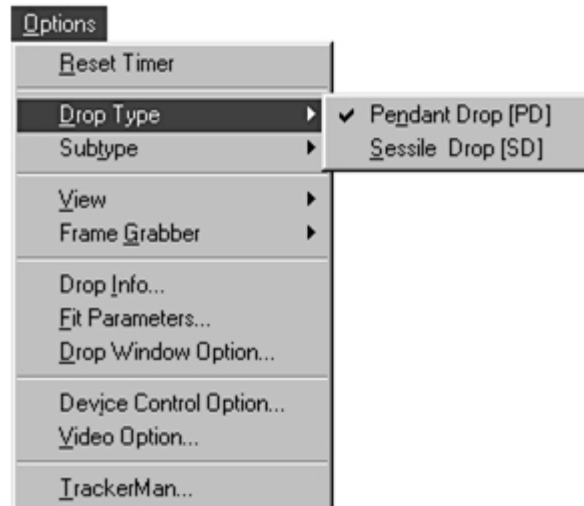 Options
Reset Timer
Drop Type
Pendant Drop [PD]
Subtype
Sessile Drop [SD]
View
Frame Grabber
Drop Info...
Fit Parameters...
Drop Window Option...
Device Control Option...
Video Option...
TrackerMan...